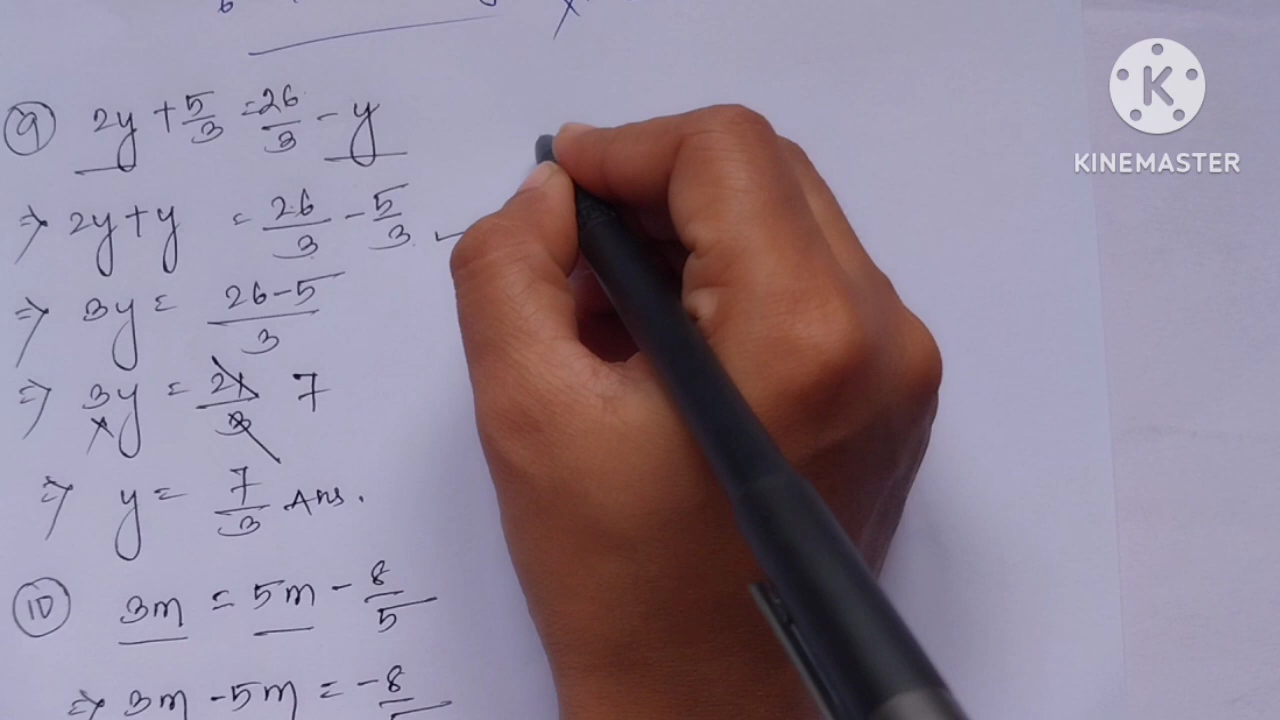 9 2y + 5/3 = 26/3 - y
⇒ 2y + y = 26/3 - 5/3
⇒ 3y = 26-5/3
⇒ 3y = 21/3 7
⇒ y = 7/3 Ans.
10 3m = 5m - 8/5
⇒ 3m - 5m = -8
K
KINEMASTER